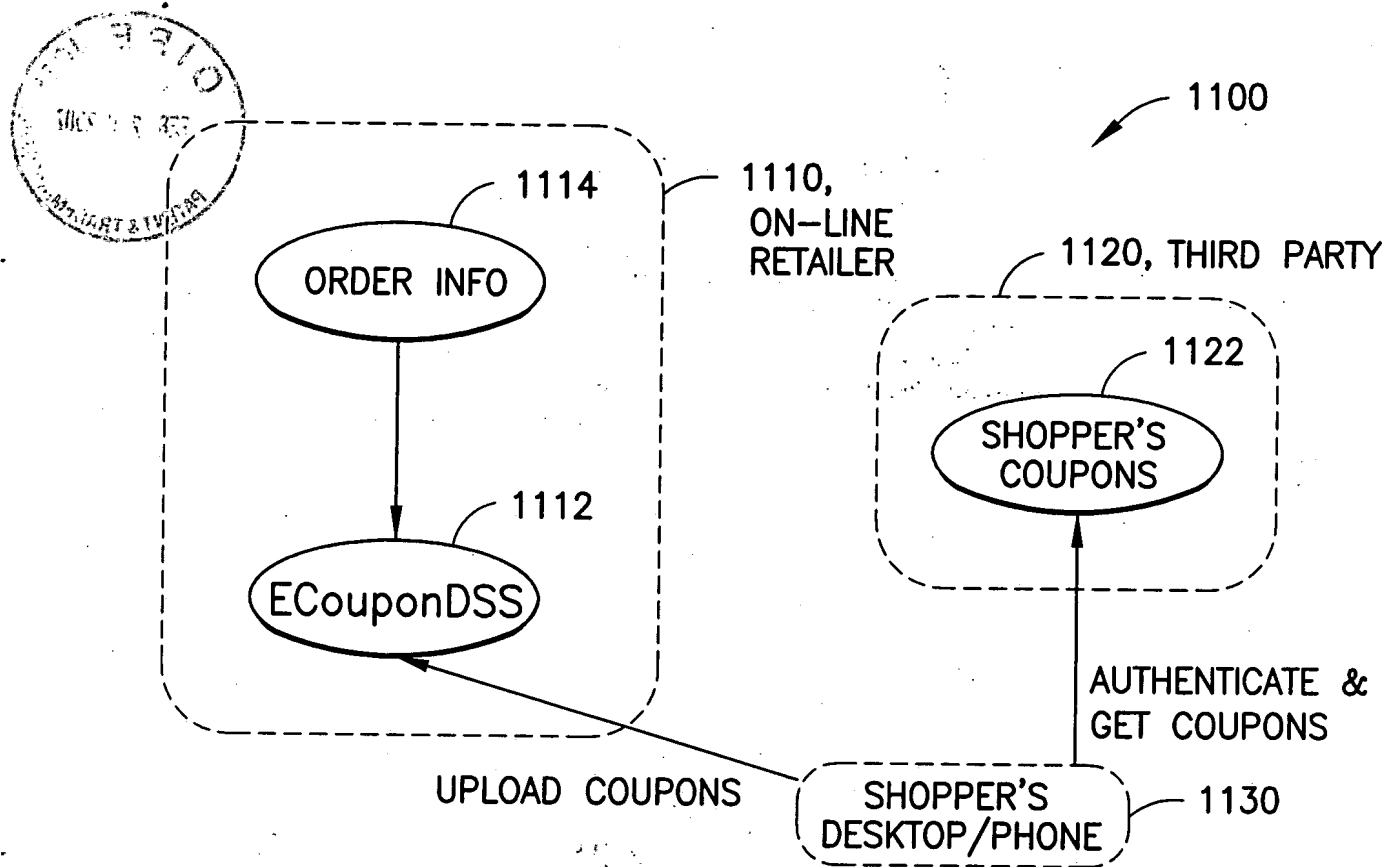 1100
1114
1110,
ON-LINE
RETAILER
ORDER INFO
1120, THIRD PARTY
1122
SHOPPER'S
COUPONS
1112
ECouponDSS
AUTHENTICATE &
GET COUPONS
UPLOAD COUPONS
SHOPPER'S
DESKTOP/PHONE
1130